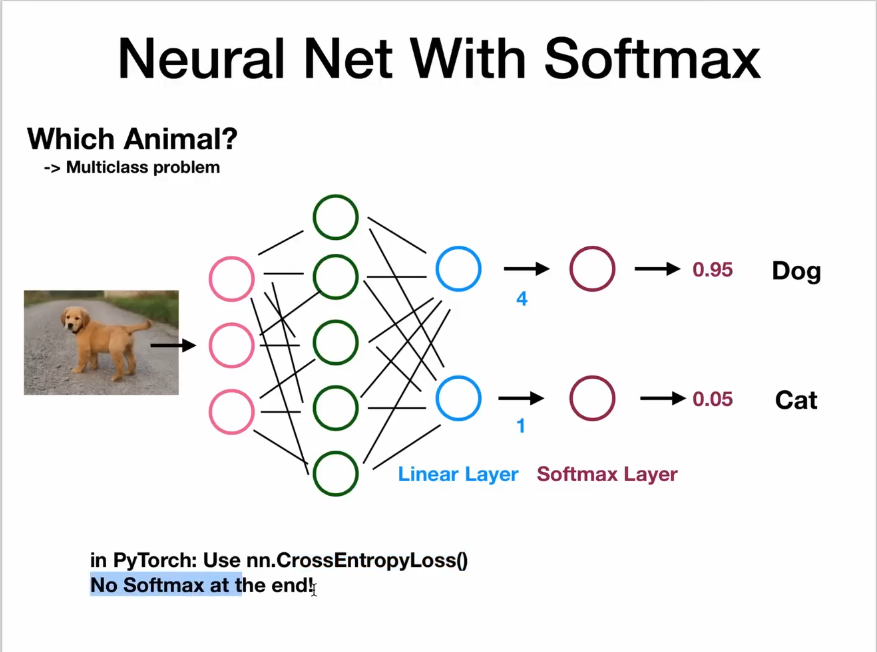 Neural Net With Softmax
Which Animal?
-> Multiclass problem
4
0.95
Dog
1
0.05
Cat
Linear Layer
Softmax Layer
in PyTorch: Use nn.CrossEntropyLoss()
No Softmax at the end!